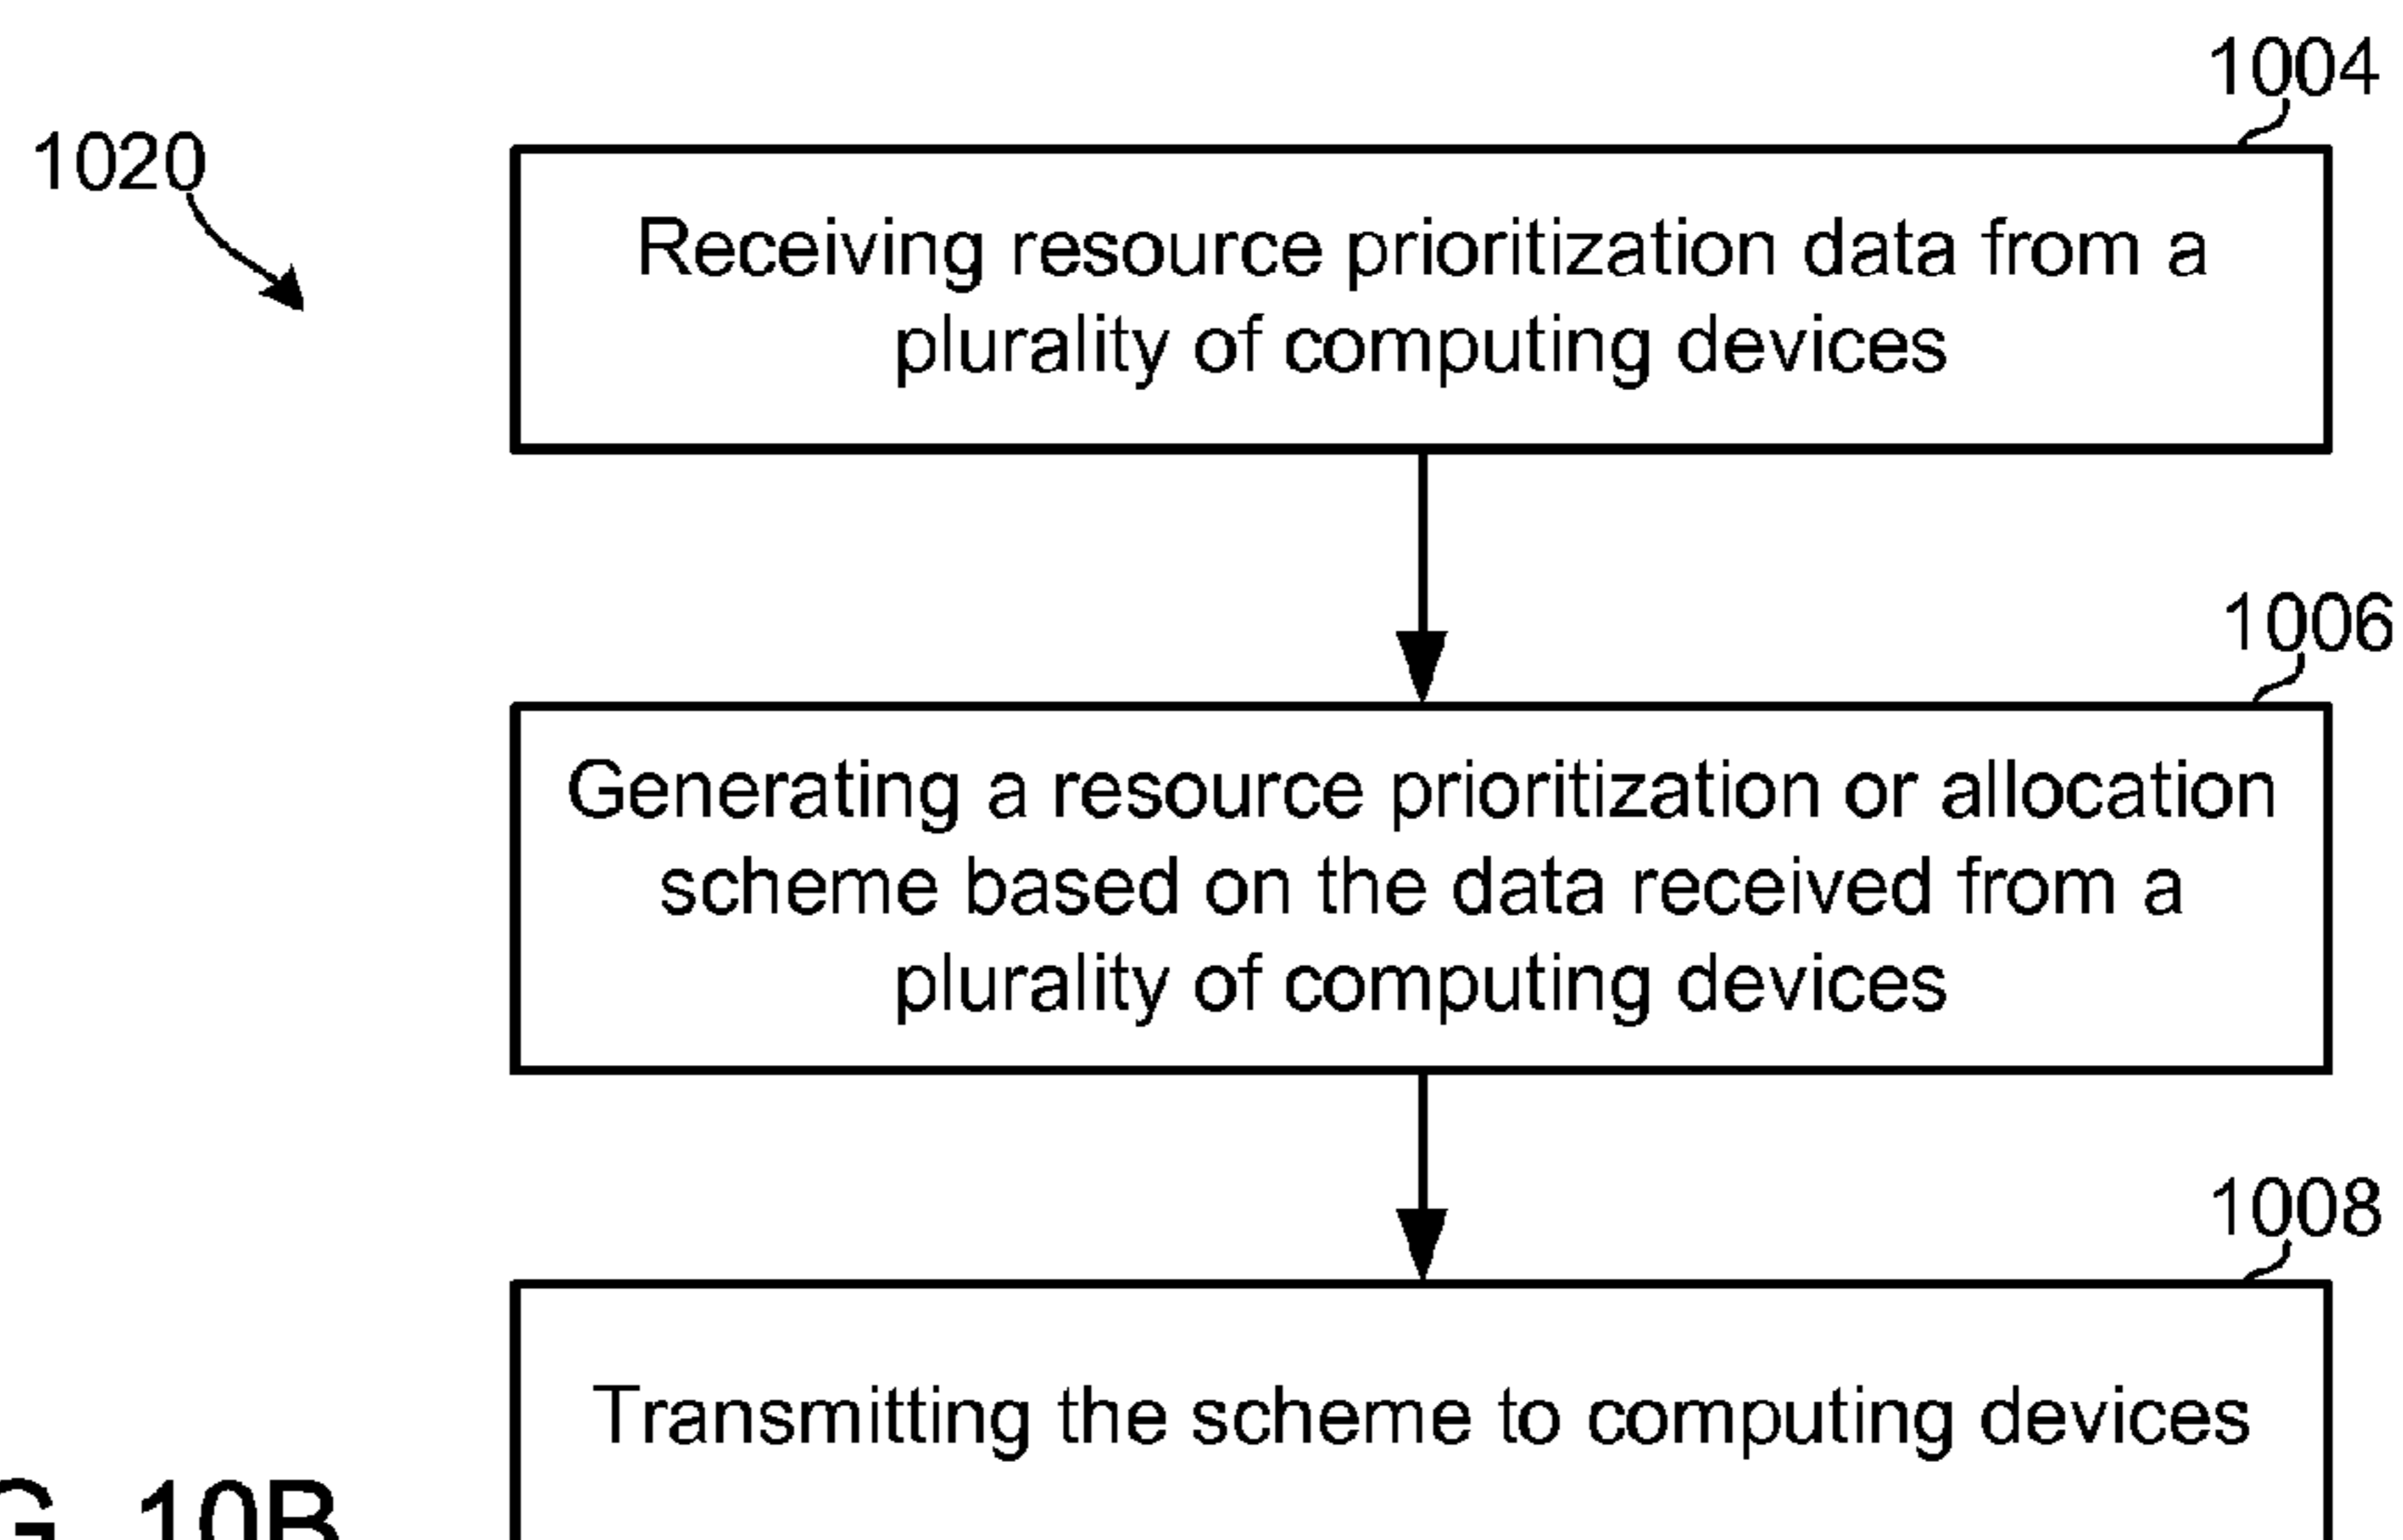 1004
1020
Receiving resource prioritization data from a
plurality of computing devices
1006
Generating a resource prioritization or allocation
scheme based on the data received from a
plurality of computing devices
1008
Transmitting the scheme to computing devices
G. 10B